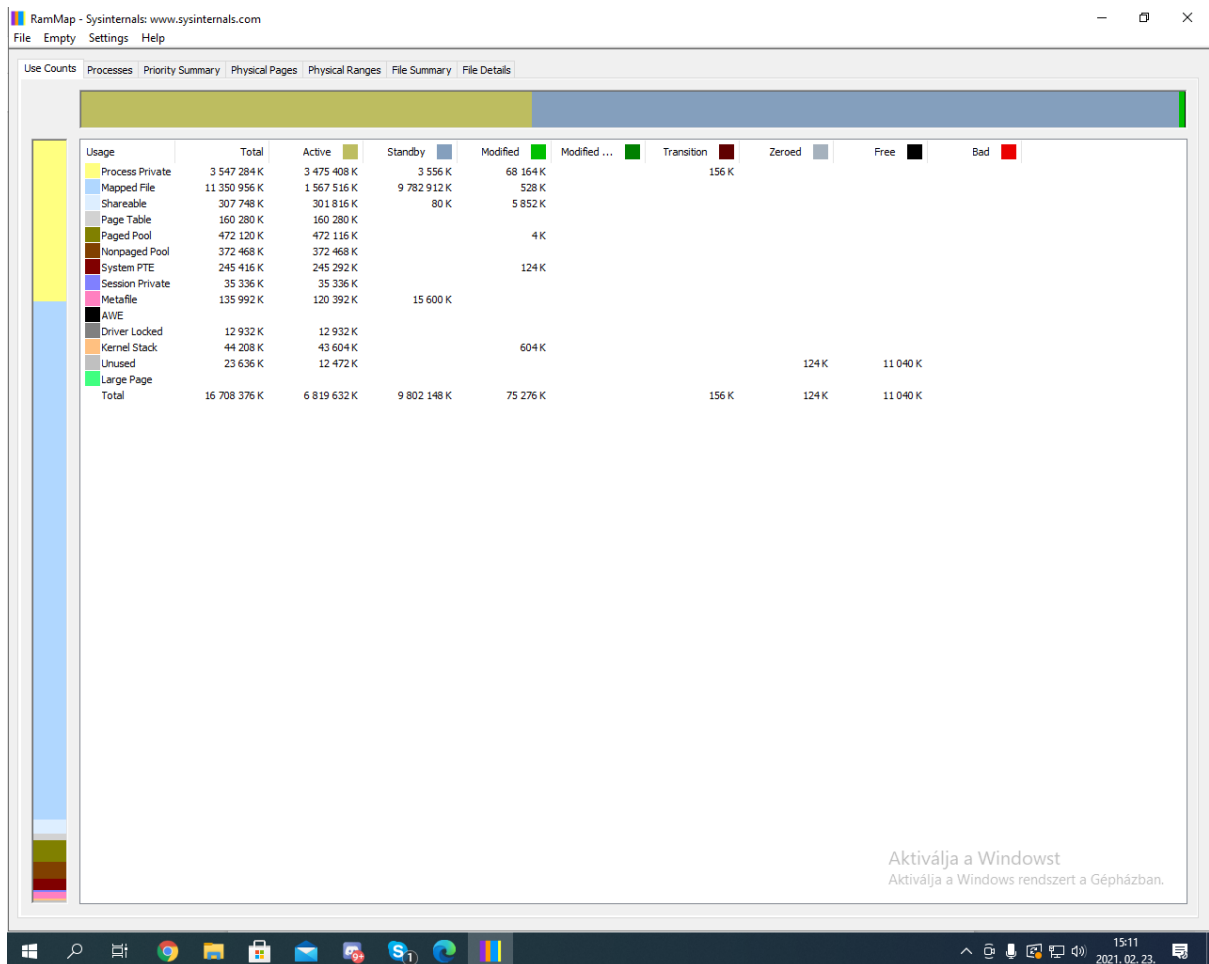 RamMap - Sysinternals: www.sysinternals.com
File Empty Settings Help
Use Counts Processes Priority Summary Physical Pages Physical Ranges File Summary File Details
Usage Total Active Standby Modified Modified ... Transition Zeroed Free Bad
Process Private 3 547 284 K 3 475 408 K 3 556 K 68 164 K 156 K
Mapped File 11 350 956 K 1 567 516 K 9 782 912 K 528 K
Shareable 307 748 K 301 816 K 80 K 5 852 K
Page Table 160 280 K 160 280 K
Paged Pool 472 120 K 472 116 K 4 K
Nonpaged Pool 372 468 K 372 468 K
System PTE 245 416 K 245 292 K 124 K
Session Private 35 336 K 35 336 K
Metafile 135 992 K 120 392 K 15 600 K
AWE
Driver Locked 12 932 K 12 932 K
Kernel Stack 44 208 K 43 604 K 604 K
Unused 23 636 K 12 472 K 124 K 11 040 K
Large Page
Total 16 708 376 K 6 819 632 K 9 802 148 K 75 276 K 156 K 124 K 11 040 K
Aktiválja a Windowst
Aktiválja a Windows rendszert a Gépházban.
9+
S 1
15:11
2021. 02. 23.